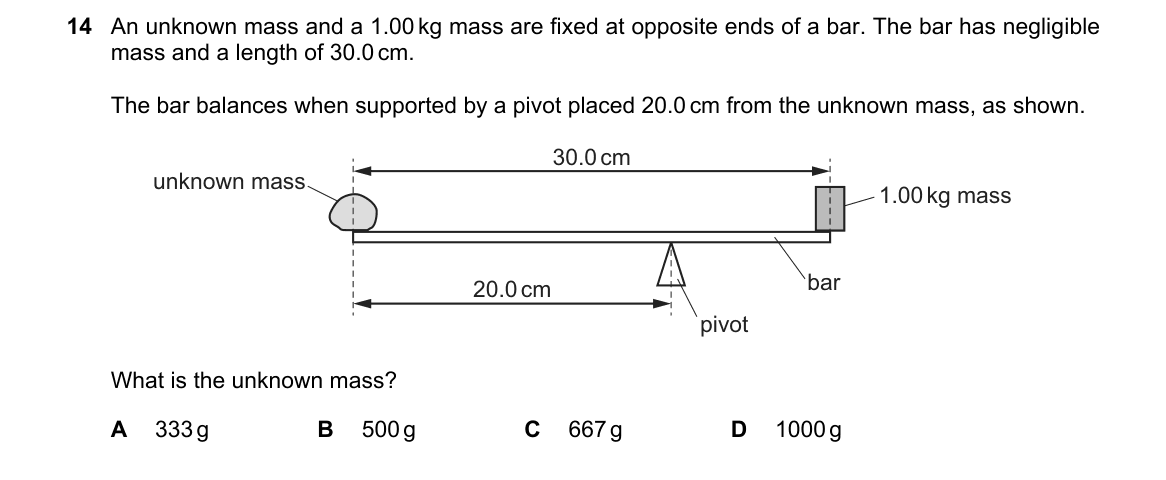 14 An unknown mass and a 1.00 kg mass are fixed at opposite ends of a bar. The bar has negligible
mass and a length of 30.0 cm.
The bar balances when supported by a pivot placed 20.0 cm from the unknown mass, as shown.
30.0 cm
unknown mass
1.00 kg mass
20.0 cm
bar
pivot
What is the unknown mass?
A 333 g B 500 g C 667 g D 1000 g